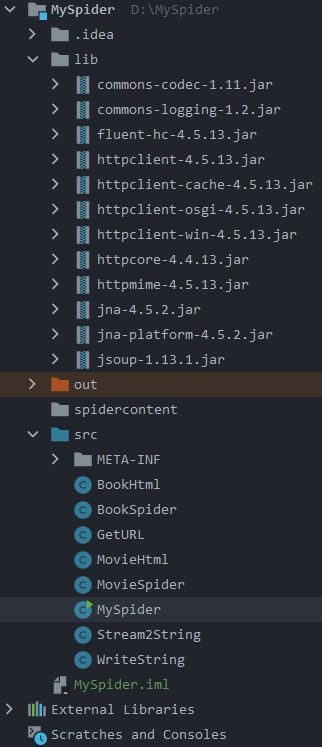 MySpider D:\MySpider
.idea
lib
commons-codec-1.11.jar
commons-logging-1.2.jar
fluent-hc-4.5.13.jar
httpclient-4.5.13.jar
httpclient-cache-4.5.13.jar
httpclient-osgi-4.5.13.jar
httpclient-win-4.5.13.jar
httpcore-4.4.13.jar
httpmime-4.5.13.jar
jna-4.5.2.jar
jna-platform-4.5.2.jar
jsoup-1.13.1.jar
out
spidercontent
src
META-INF
C BookHtml
C BookSpider
C GetURL
C MovieHtml
C MovieSpider
C MySpider
C Stream2String
C WriteString
MySpider.iml
External Libraries
Scratches and Consoles